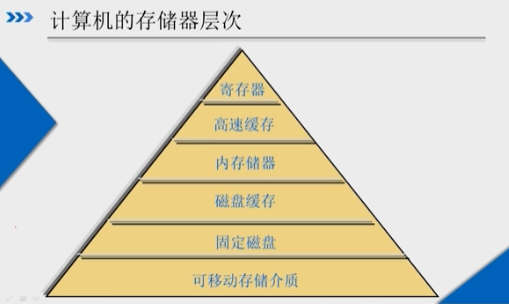 计算机的存储器层次
寄存器
高速缓存
内存储器
磁盘缓存
固定磁盘
可移动存储介质